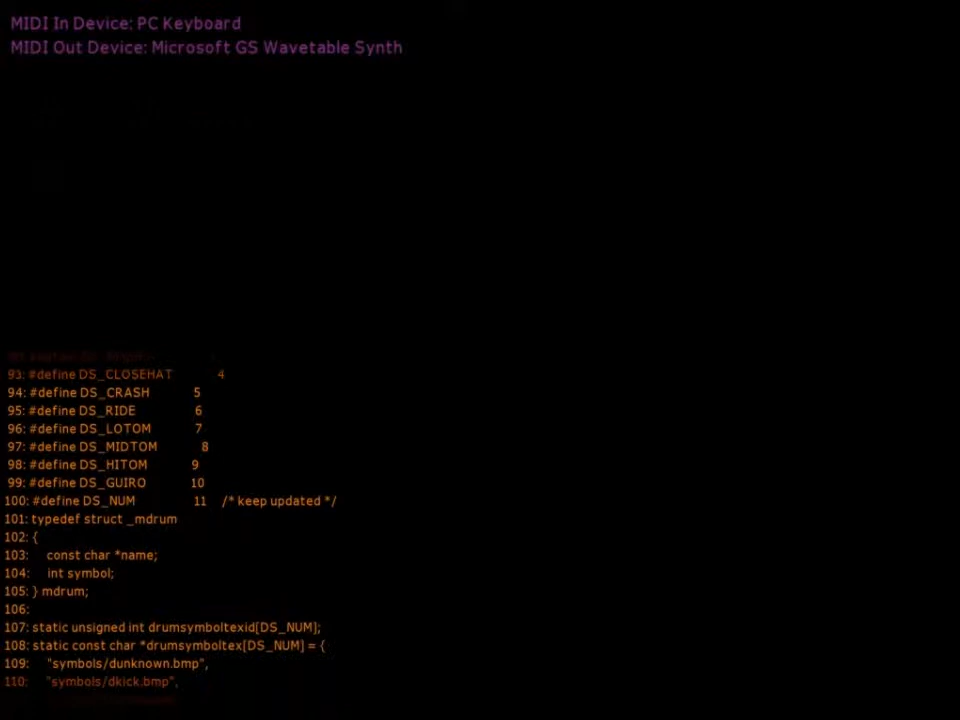 MIDI In Device: PC Keyboard
MIDI Out Device: Microsoft GS Wavetable Synth
93: #define DS_CLOSEHAT 4
94: #define DS_CRASH 5
95: #define DS_RIDE 6
96: #define DS_LOTOM 7
97: #define DS_MIDTOM 8
98: #define DS_HITOM 9
99: #define DS_GUIRO 10
100: #define DS_NUM 11 /* keep updated */
101: typedef struct _mdrum
102: {
103: const char *name;
104: int symbol;
105: } mdrum;
106:
107: static unsigned int drumsymboltexid[DS_NUM];
108: static const char *drumsymboltex[DS_NUM] = {
109: "symbols/dunknown.bmp",
110: "symbols/dkick.bmp",